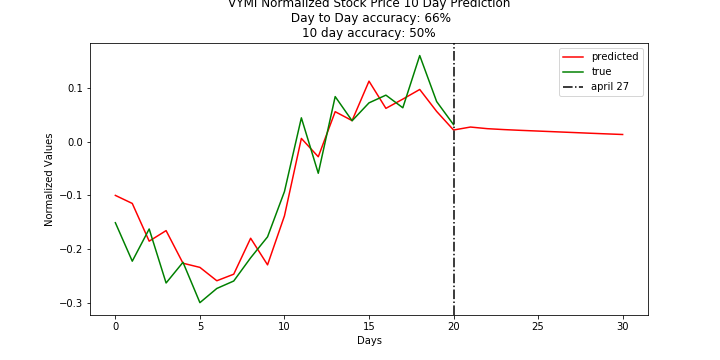 VYMI Normalized Stock Price 10 Day Prediction
Day to Day accuracy: 66%
10 day accuracy: 50%
predicted
true
april 27
Normalized Values
0.1
0.0
−0.1
−0.2
−0.3
0 5 10 15 20 25 30
Days